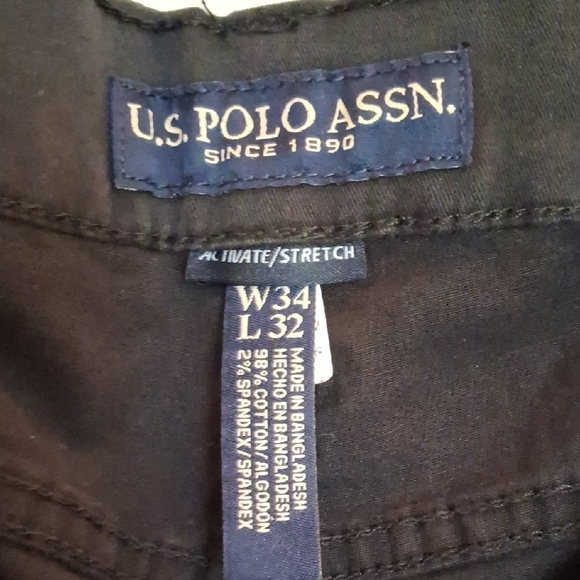 U.S. POLO ASSN.
SINCE 1890
ACTIVATE/STRETCH
W34
L 32
MADE IN BANGLADESH
HECHO EN BANGLADESH
98% COTTON/ALGODÓN
2% SPANDEX/SPANDEX